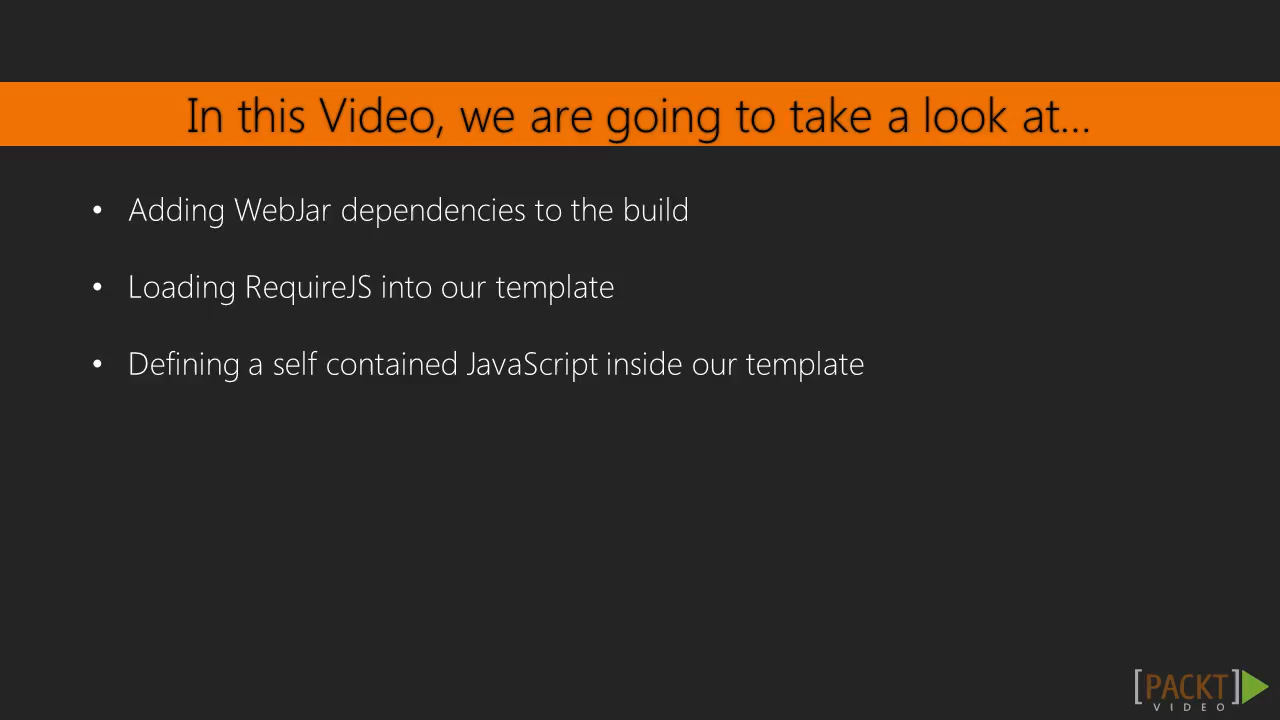 In this Video, we are going to take a look at...
• Adding WebJar dependencies to the build
• Loading RequireJS into our template
• Defining a self contained JavaScript inside our template
[PACKT]
VIDEO